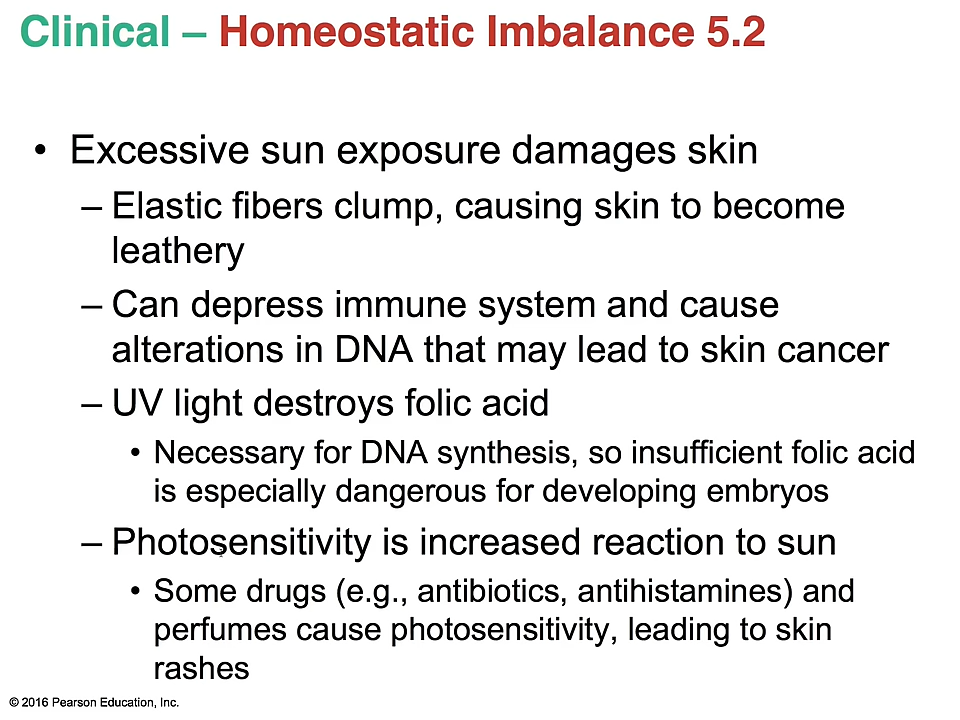 Clinical – Homeostatic Imbalance 5.2
• Excessive sun exposure damages skin
– Elastic fibers clump, causing skin to become
leathery
– Can depress immune system and cause
alterations in DNA that may lead to skin cancer
– UV light destroys folic acid
• Necessary for DNA synthesis, so insufficient folic acid
is especially dangerous for developing embryos
– Photosensitivity is increased reaction to sun
• Some drugs (e.g., antibiotics, antihistamines) and
perfumes cause photosensitivity, leading to skin
rashes
© 2016 Pearson Education, Inc.